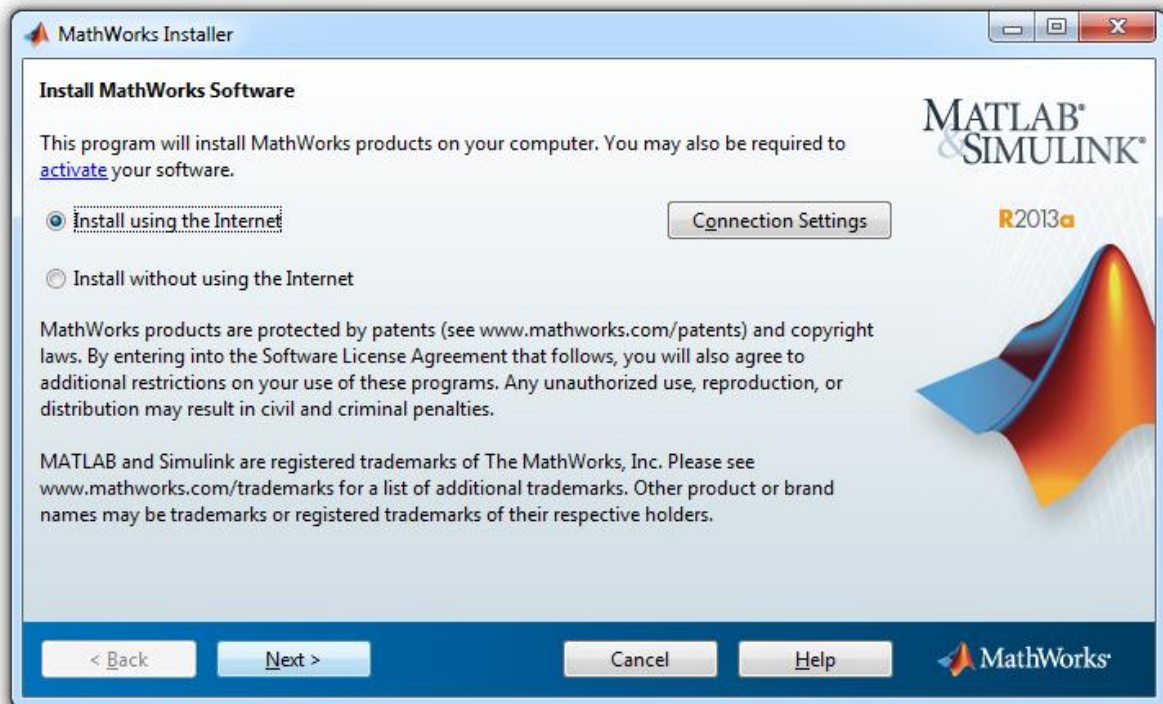 MathWorks Installer
Install MathWorks Software
This program will install MathWorks products on your computer. You may also be required to
activate your software.
Install using the Internet
Connection Settings
Install without using the Internet
MathWorks products are protected by patents (see www.mathworks.com/patents) and copyright
laws. By entering into the Software License Agreement that follows, you will also agree to
additional restrictions on your use of these programs. Any unauthorized use, reproduction, or
distribution may result in civil and criminal penalties.
MATLAB and Simulink are registered trademarks of The MathWorks, Inc. Please see
www.mathworks.com/trademarks for a list of additional trademarks. Other product or brand
names may be trademarks or registered trademarks of their respective holders.
MATLAB®
&SIMULINK®
R2013a
< Back
Next >
Cancel
Help
MathWorks®